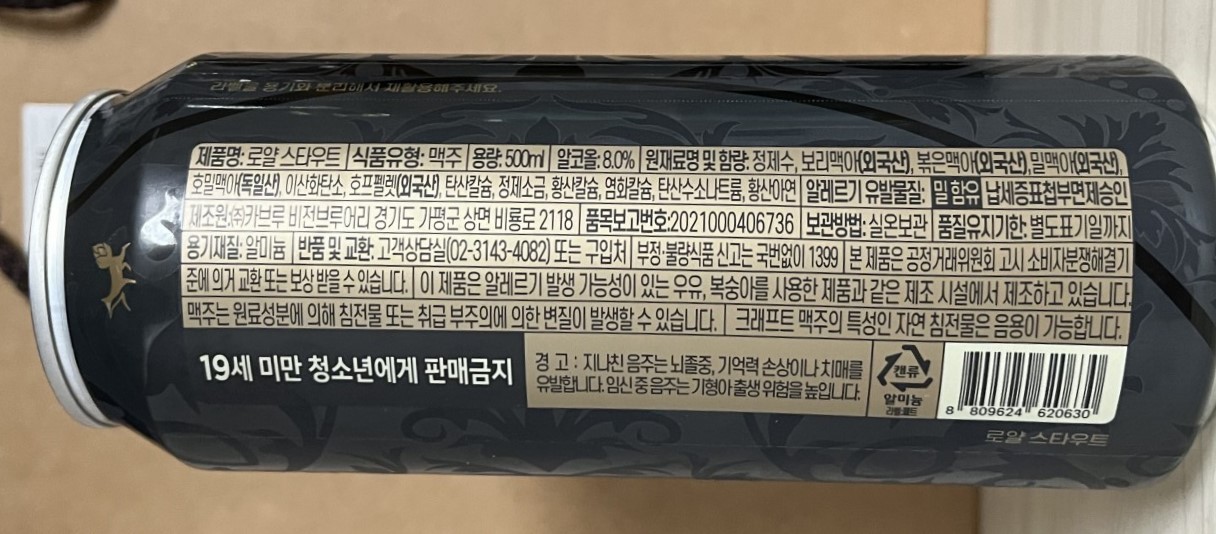 라벨을 용기와 분리해서 재활용해주세요.
제품명: 로얄 스타우트 | 식품유형: 맥주 | 용량: 500ml | 알코올: 8.0% | 원재료명 및 함량: 정제수, 보리맥아(외국산), 볶은맥아(외국산), 밀맥아(외국산),
호밀맥아(독일산), 이산화탄소, 호프펠렛(외국산), 탄산칼슘, 정제소금, 황산칼슘, 염화칼슘, 탄산수소나트륨, 황산아연 | 알레르기 유발물질: 밀 함유 | 납세증표첩부면제승인
제조원:㈜카브루 비전브루어리 경기도 가평군 상면 비룡로 2118 | 품목보고번호:2021000406736 | 보관방법: 실온보관 | 품질유지기한: 별도표기일까지
용기재질: 알미늄 | 반품 및 교환: 고객상담실(02-3143-4082) 또는 구입처 | 부정·불량식품 신고는 국번없이 1399 | 본 제품은 공정거래위원회 고시 소비자분쟁해결기
준에 의거 교환 또는 보상 받을 수 있습니다. | 이 제품은 알레르기 발생 가능성이 있는 우유, 복숭아를 사용한 제품과 같은 제조 시설에서 제조하고 있습니다.
맥주는 원료성분에 의해 침전물 또는 취급 부주의에 의한 변질이 발생할 수 있습니다. | 크래프트 맥주의 특성인 자연 침전물은 음용이 가능합니다.
19세 미만 청소년에게 판매금지
경 고 : 지나친 음주는 뇌졸중, 기억력 손상이나 치매를
유발합니다. 임신 중 음주는 기형아 출생 위험을 높입니다.
캔류
알미늄
8 809624 620630
로얄 스타우트